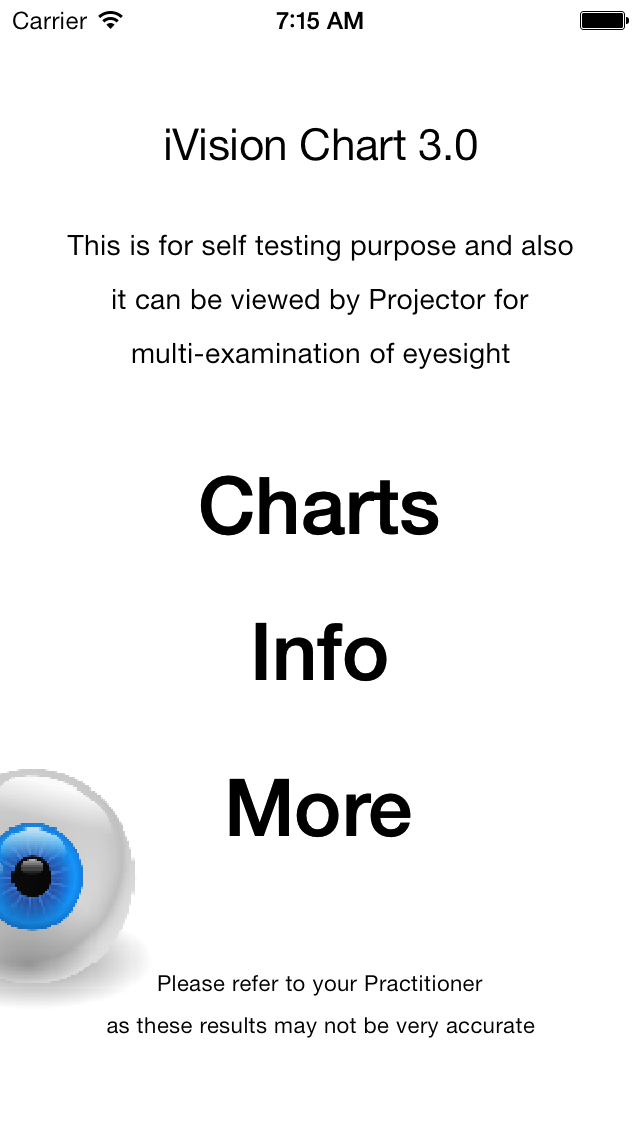 Carrier 7:15 AM
iVision Chart 3.0
This is for self testing purpose and also
it can be viewed by Projector for
multi-examination of eyesight
Charts
Info
More
Please refer to your Practitioner
as these results may not be very accurate